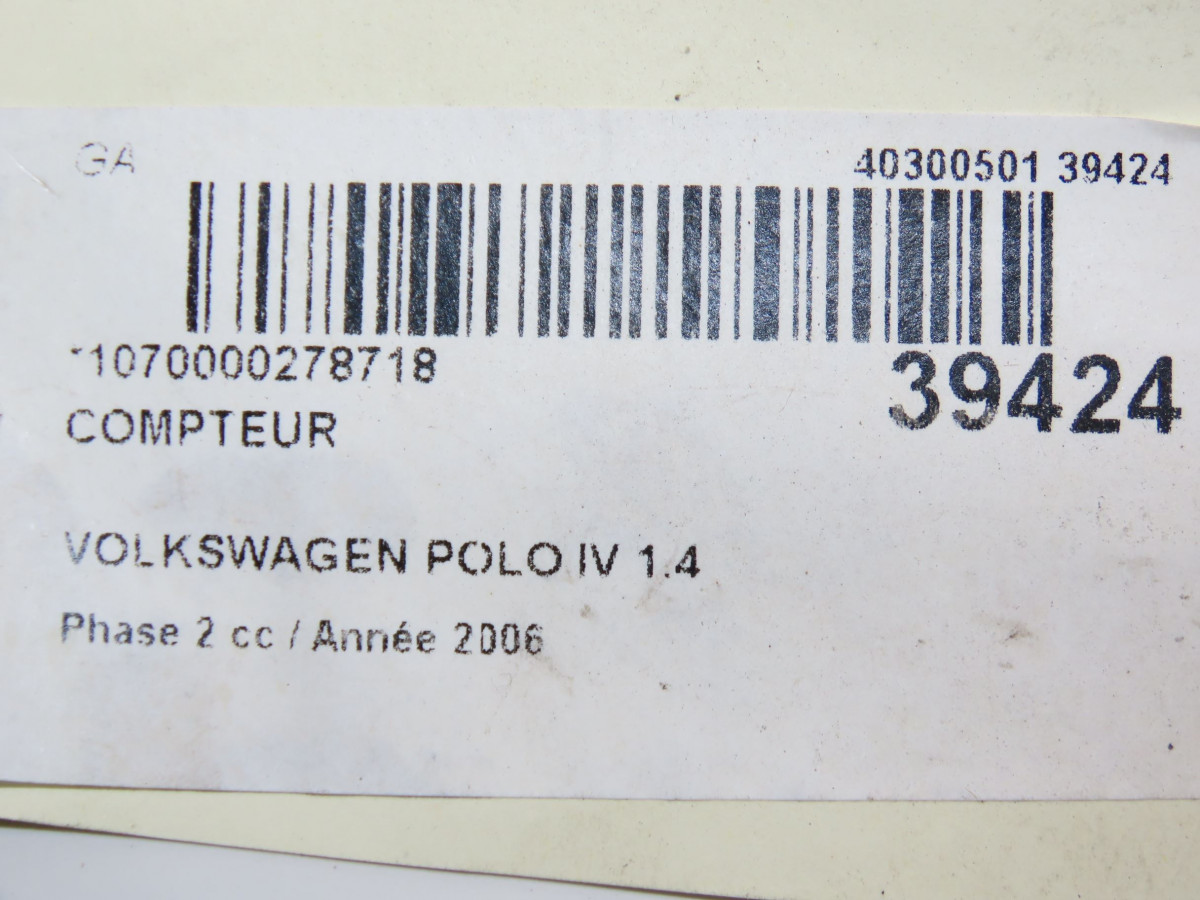 GA
40300501 39424
*1070000278718
39424
COMPTEUR
VOLKSWAGEN POLO IV 1.4
Phase 2 cc / Année 2006